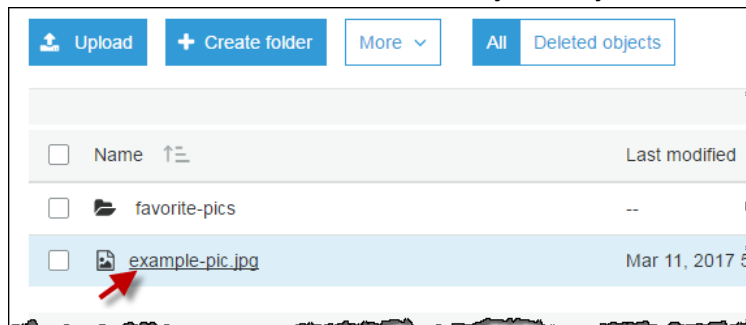 Upload Create folder More All Deleted objects
Name Last modified
favorite-pics --
example-pic.jpg Mar 11, 2017